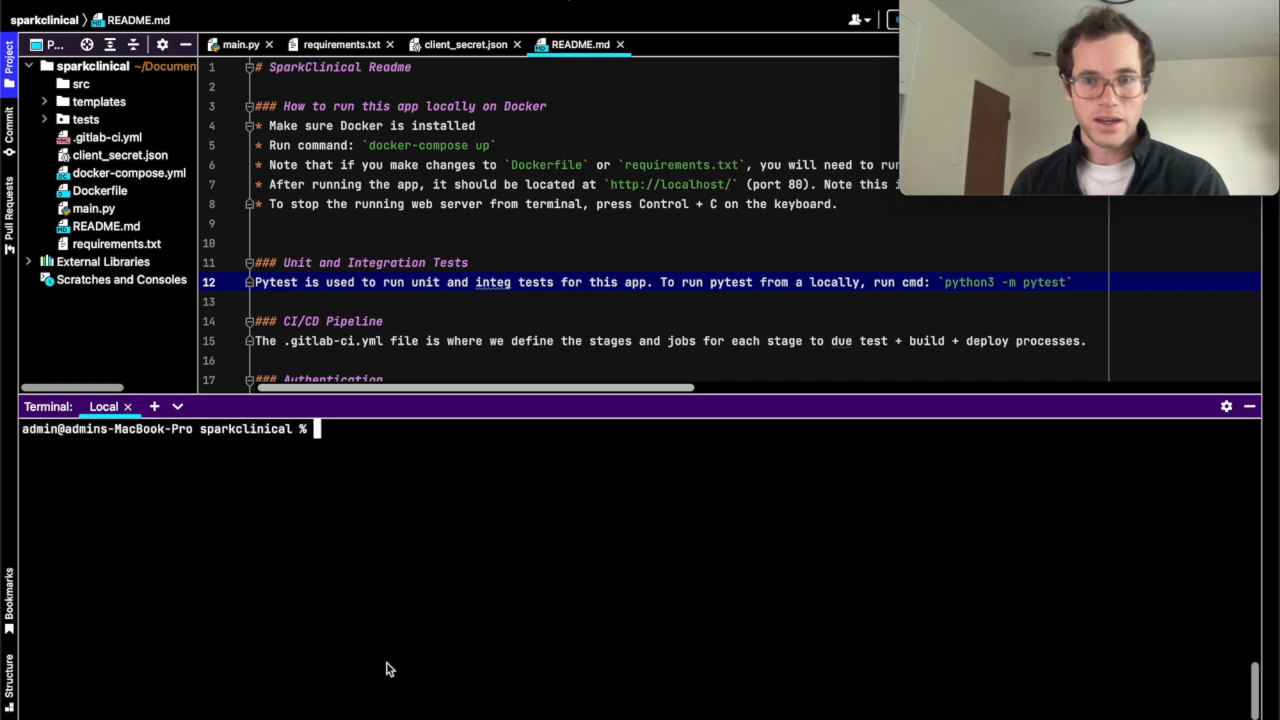 sparkclinical
README.md
P...
main.py
requirements.txt
client_secret.json
README.md
Project
Commit
Pull Requests
Bookmarks
Structure
sparkclinical ~/Documen
src
templates
tests
.gitlab-ci.yml
client_secret.json
docker-compose.yml
Dockerfile
main.py
README.md
requirements.txt
External Libraries
Scratches and Consoles
1 # SparkClinical Readme
2
3 ### How to run this app locally on Docker
4 * Make sure Docker is installed
5 * Run command: `docker-compose up`
6 * Note that if you make changes to `Dockerfile` or `requirements.txt`, you will need to run
7 * After running the app, it should be located at `http://localhost/` (port 80). Note this i
8 * To stop the running web server from terminal, press Control + C on the keyboard.
9
10
11 ### Unit and Integration Tests
12 Pytest is used to run unit and integ tests for this app. To run pytest from a locally, run cmd: `python3 -m pytest`
13
14 ### CI/CD Pipeline
15 The .gitlab-ci.yml file is where we define the stages and jobs for each stage to due test + build + deploy processes.
16
17 ### Authentication
Terminal: Local
admin@admins-MacBook-Pro sparkclinical %